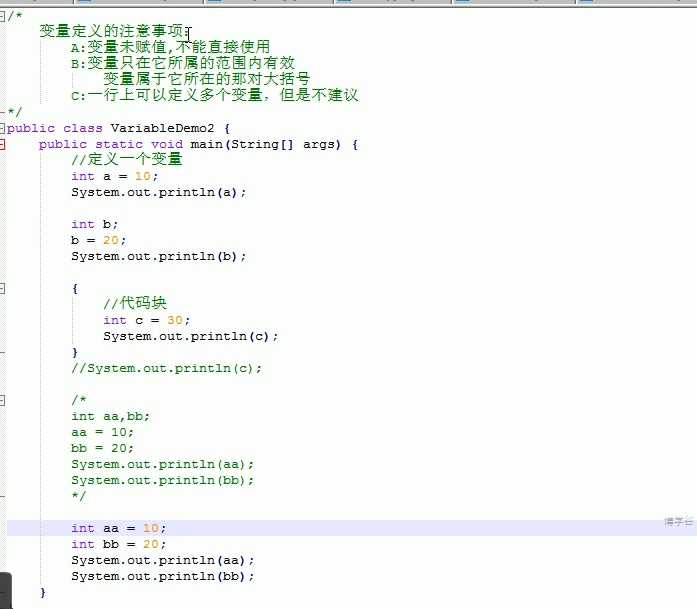 /*
    变量定义的注意事项:
        A:变量未赋值,不能直接使用
        B:变量只在它所属的范围内有效
            变量属于它所在的那对大括号
        C:一行上可以定义多个变量，但是不建议
*/
public class VariableDemo2 {
    public static void main(String[] args) {
        //定义一个变量
        int a = 10;
        System.out.println(a);

        int b;
        b = 20;
        System.out.println(b);

        {
            //代码块
            int c = 30;
            System.out.println(c);
        }
        //System.out.println(c);

        /*
        int aa,bb;
        aa = 10;
        bb = 20;
        System.out.println(aa);
        System.out.println(bb);
        */

        int aa = 10;
博学谷
        int bb = 20;
        System.out.println(aa);
        System.out.println(bb);
    }